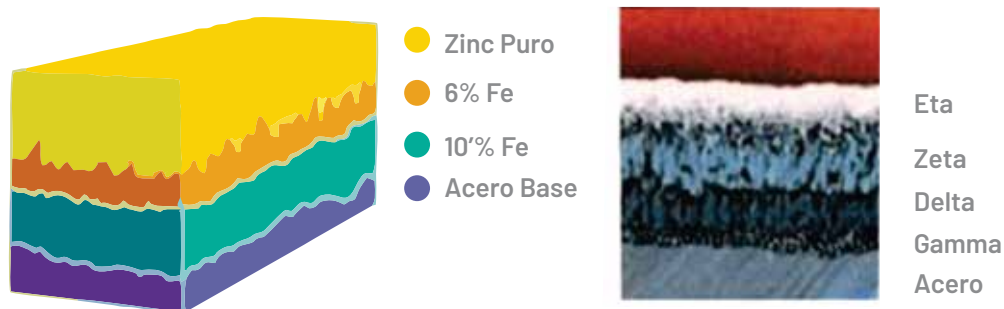 Zinc Puro
6% Fe
10’% Fe
Acero Base
Eta
Zeta
Delta
Gamma
Acero